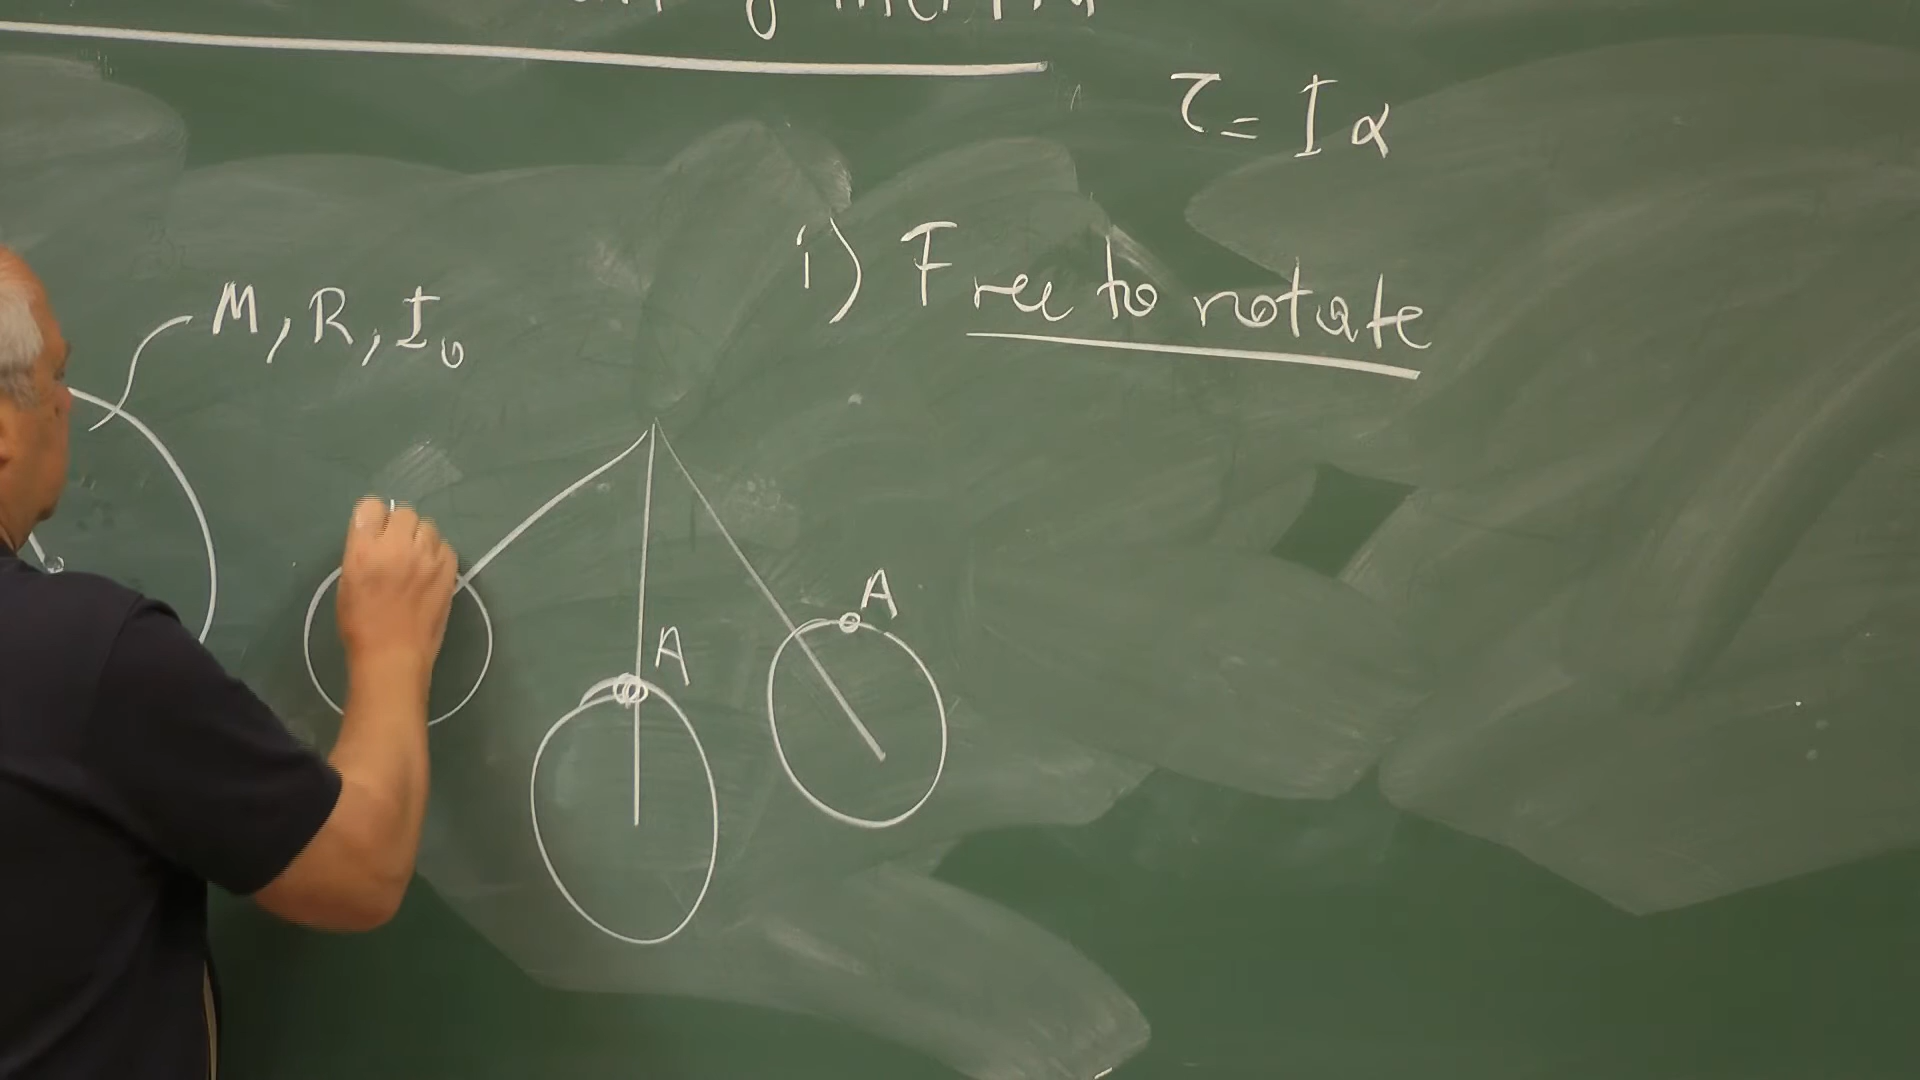 τ = I α
i) Free to rotate
M, R, I₀
A
A